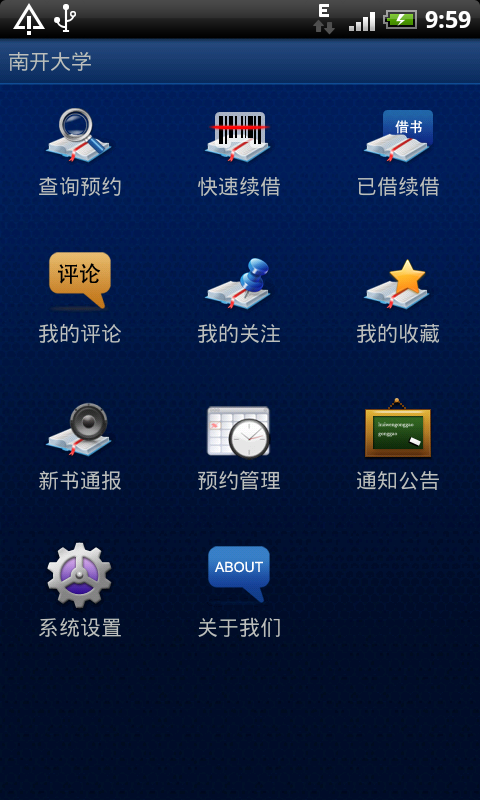 E
9:59
南开大学
借书
查询预约 快速续借 已借续借
评论
我的评论 我的关注 我的收藏
新书通报 预约管理 通知公告
ABOUT
系统设置 关于我们